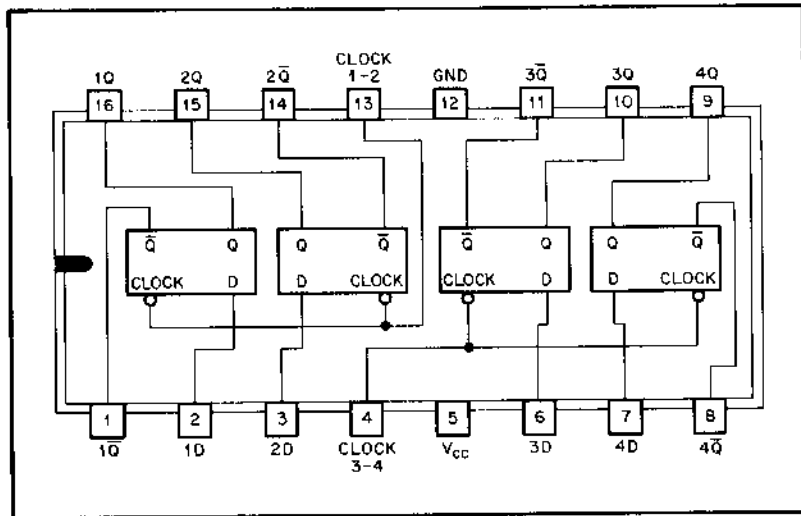 1Q 2Q 2Q̅ CLOCK 1-2 GND 3Q̅ 3Q 4Q
16 15 14 13 12 11 10 9
Q̅ Q Q Q̅ Q̅ Q Q Q̅
CLOCK D D CLOCK CLOCK D D CLOCK
1 2 3 4 5 6 7 8
1Q̅ 1D 2D CLOCK 3-4 VCC 3D 4D 4Q̅